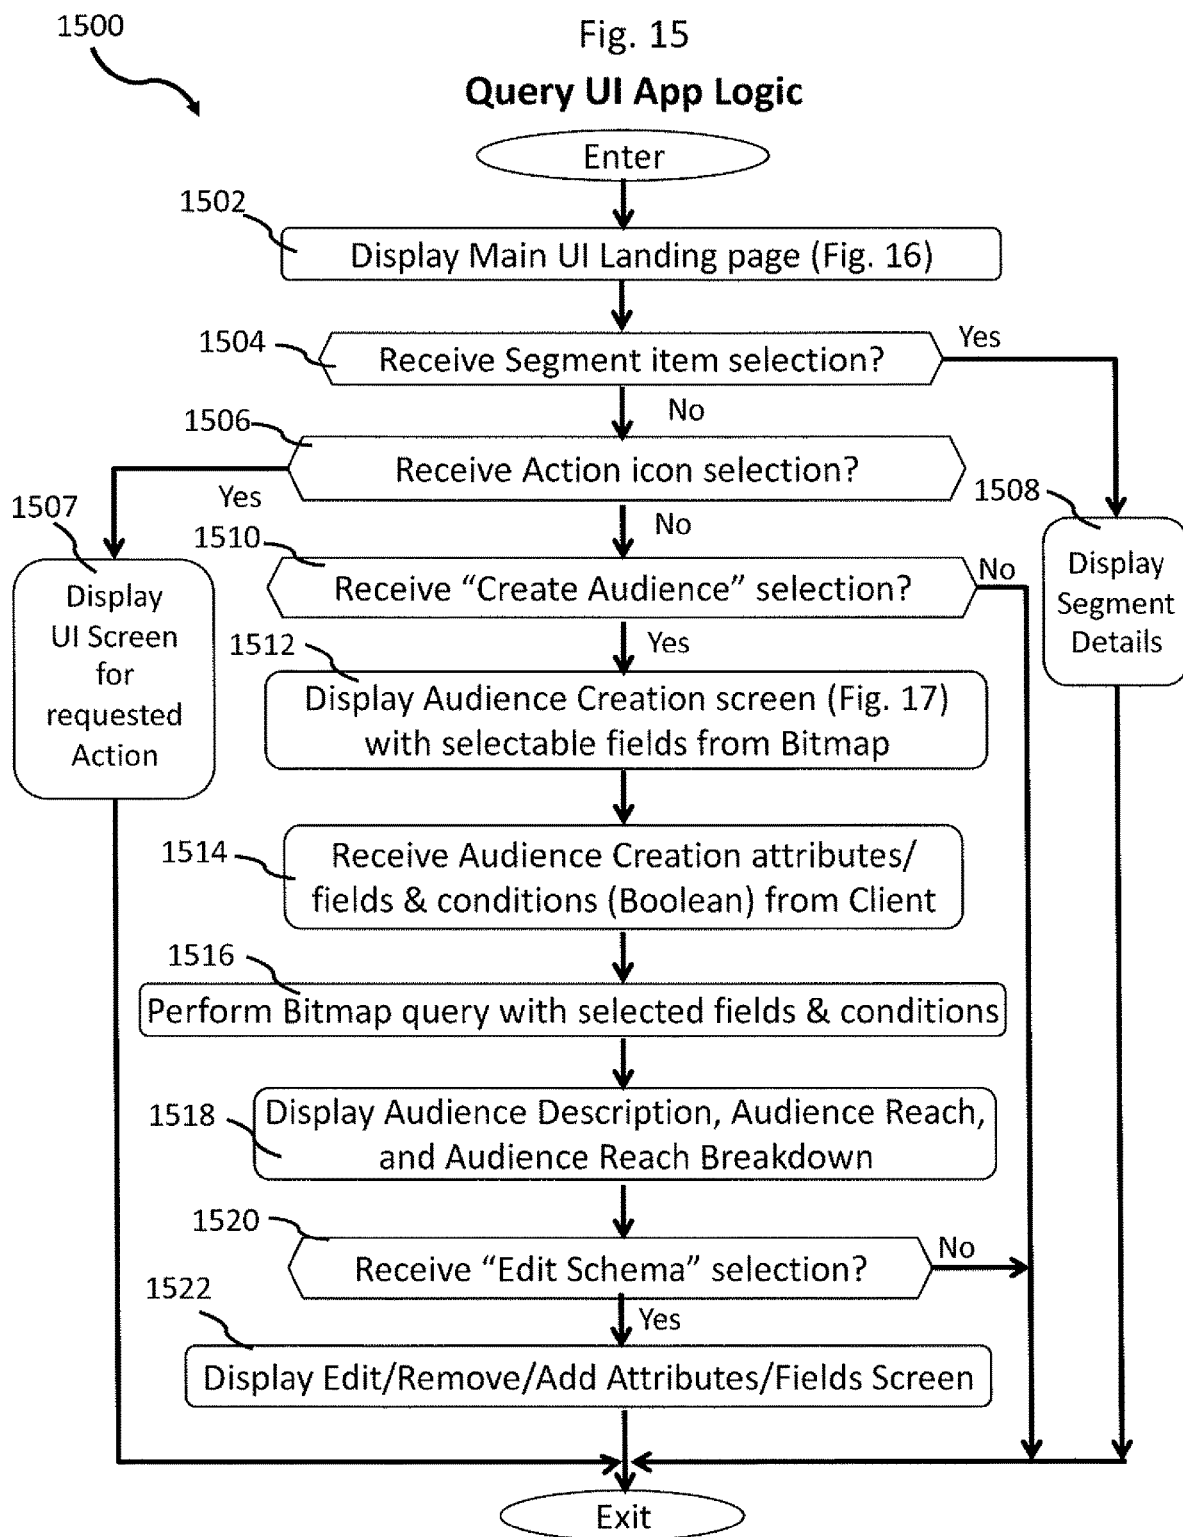 1500
Fig. 15
Query UI App Logic
Enter
1502
Display Main UI Landing page (Fig. 16)
1504
Receive Segment item selection?
Yes
No
1506
Receive Action icon selection?
Yes
No
1507
Display
UI Screen
for
requested
Action
1508
Display
Segment
Details
1510
Receive “Create Audience” selection?
No
Yes
1512
Display Audience Creation screen (Fig. 17)
with selectable fields from Bitmap
1514
Receive Audience Creation attributes/
fields & conditions (Boolean) from Client
1516
Perform Bitmap query with selected fields & conditions
1518
Display Audience Description, Audience Reach,
and Audience Reach Breakdown
1520
Receive “Edit Schema” selection?
No
Yes
1522
Display Edit/Remove/Add Attributes/Fields Screen
Exit